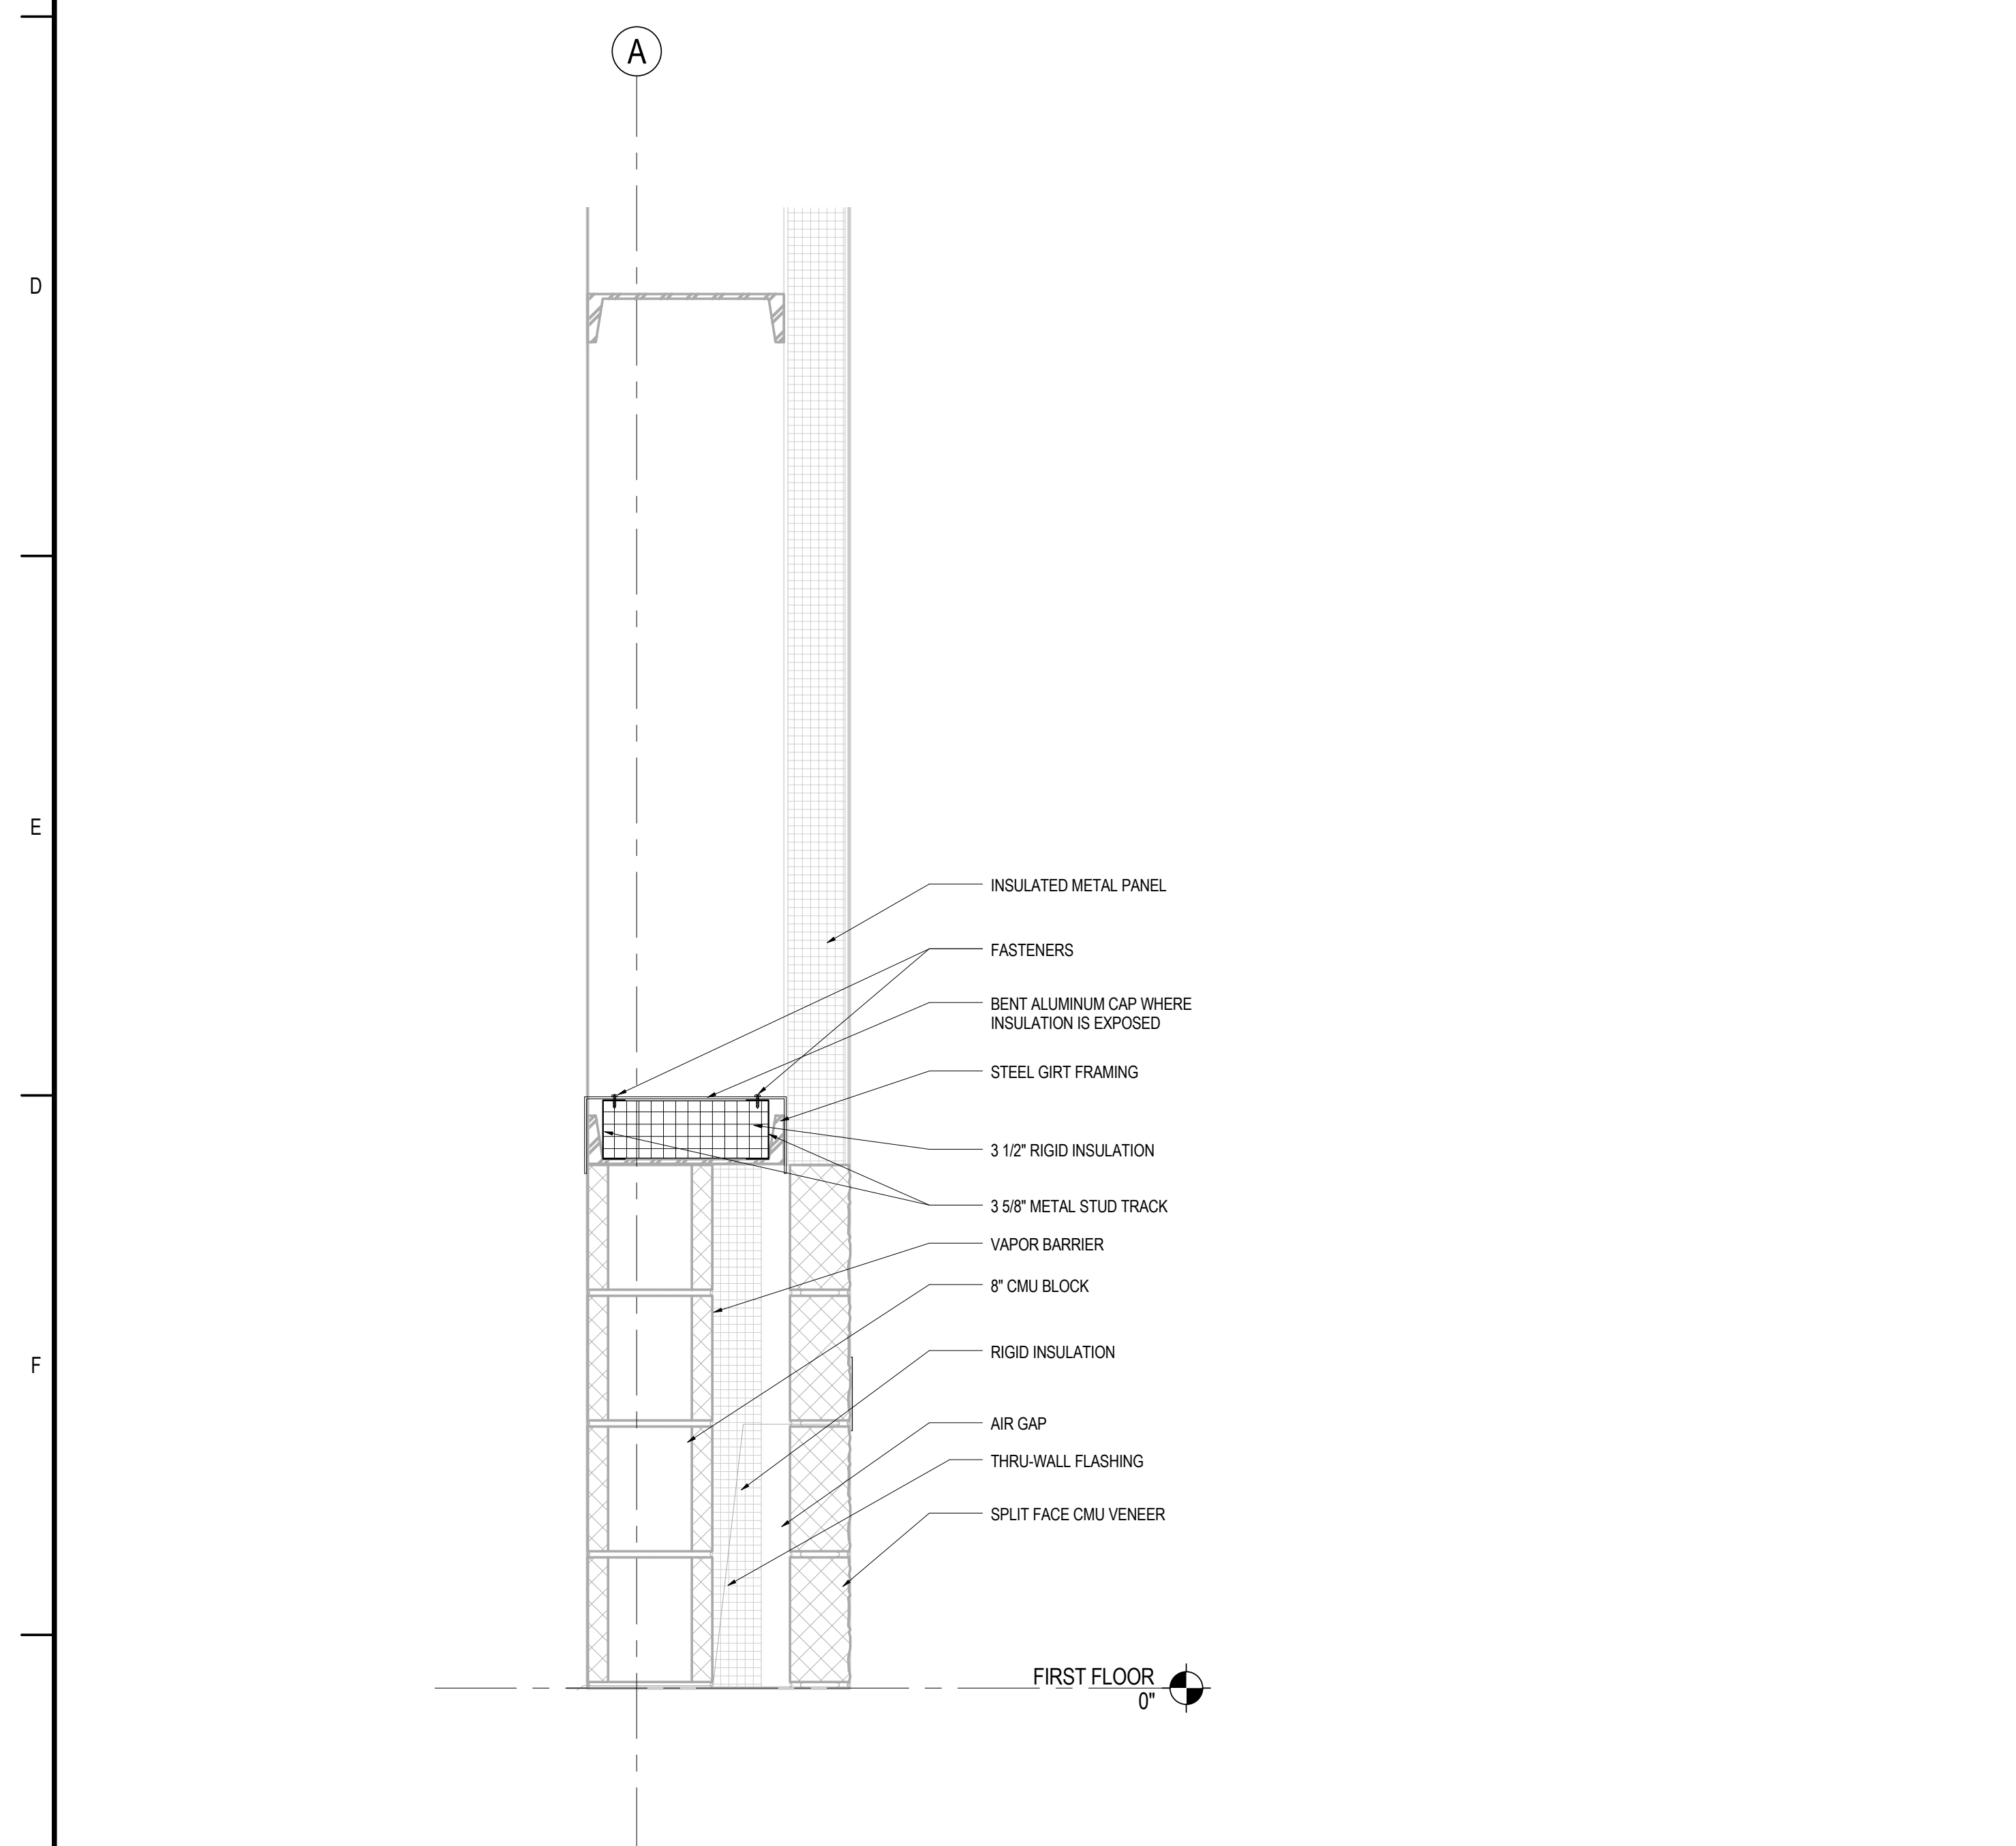 A
D
E
INSULATED METAL PANEL
FASTENERS
BENT ALUMINUM CAP WHERE
INSULATION IS EXPOSED
STEEL GIRT FRAMING
3 1/2" RIGID INSULATION
3 5/8" METAL STUD TRACK
VAPOR BARRIER
8" CMU BLOCK
RIGID INSULATION
F
AIR GAP
THRU-WALL FLASHING
SPLIT FACE CMU VENEER
FIRST FLOOR
0"